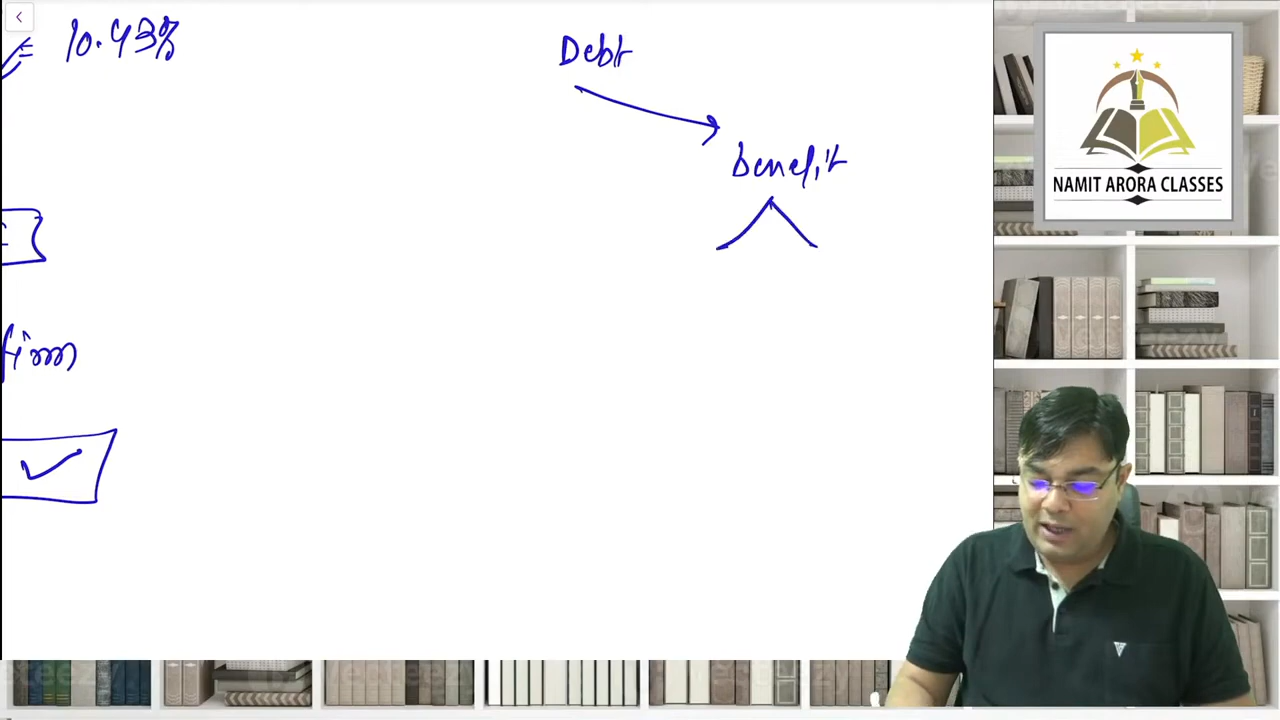 = 10.43%
Debt
benefit
firm
NAMIT ARORA CLASSES